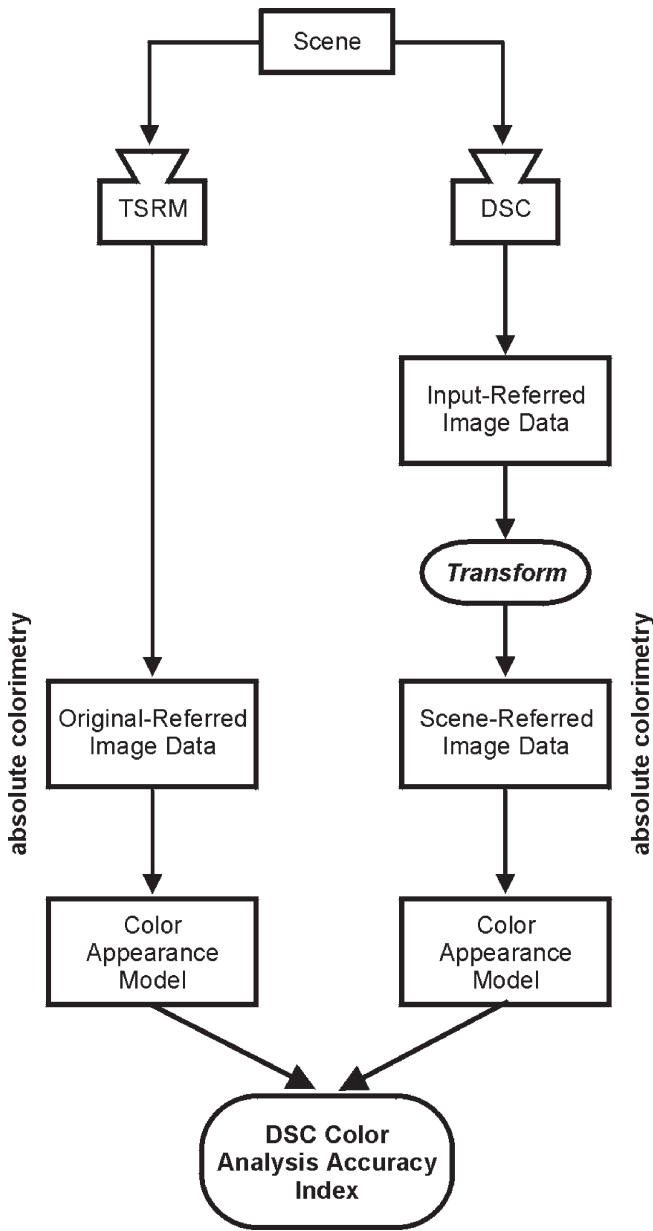 Scene
TSRM
DSC
Input-Referred
Image Data
Transform
absolute colorimetry
Original-Referred
Image Data
Scene-Referred
Image Data
absolute colorimetry
Color
Appearance
Model
Color
Appearance
Model
DSC Color
Analysis Accuracy
Index